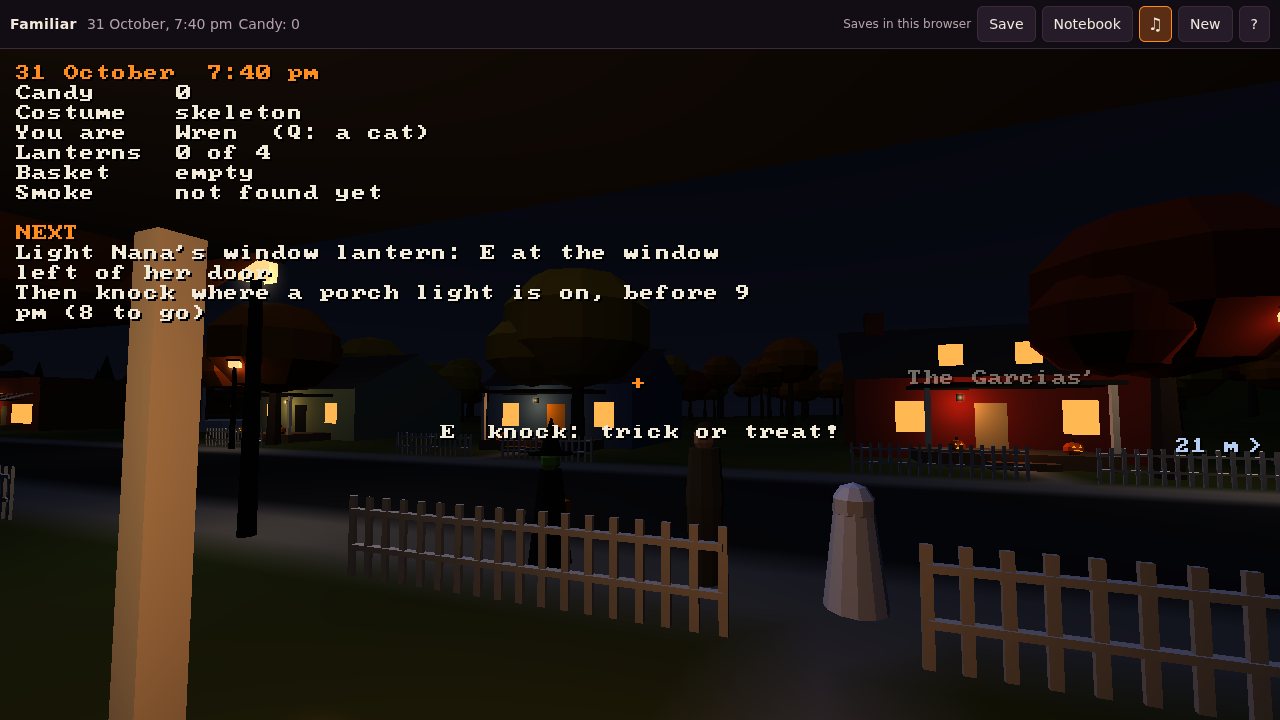 Familiar 31 October, 7:40 pm Candy: 0 Saves in this browser Save Notebook ♫ New ?
31 October 7:40 pm
Candy 0
Costume skeleton
You are Wren (Q: a cat)
Lanterns 0 of 4
Basket empty
Smoke not found yet
NEXT
Light Nana's window lantern: E at the window
left of her door.
Then knock where a porch light is on, before 9
pm (8 to go)
The Garcias'
E knock: trick or treat!
21 m >